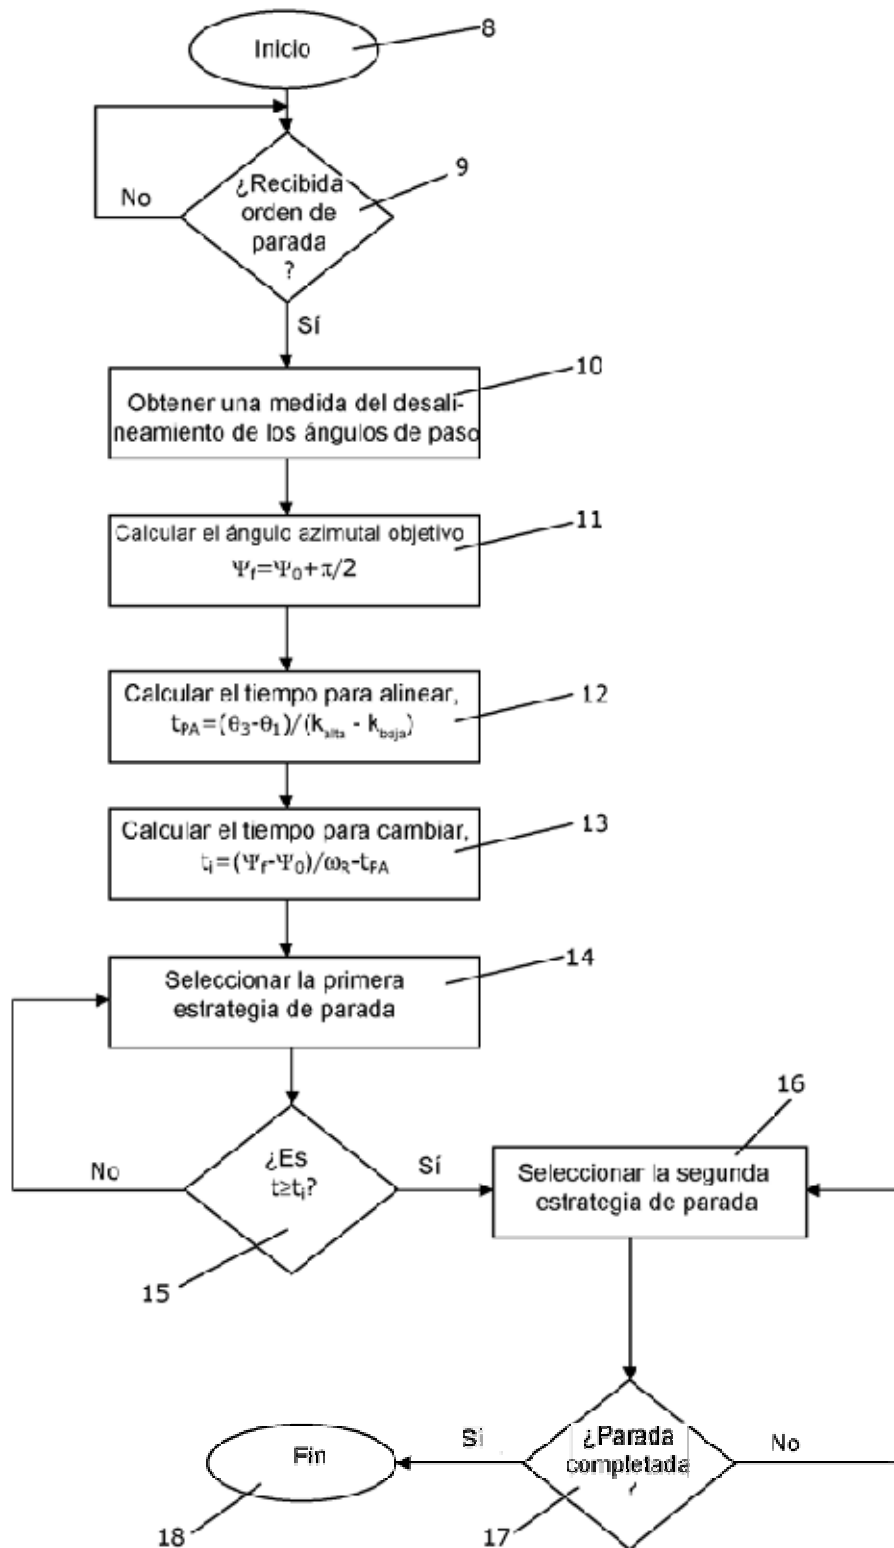 Inicio
8
¿Recibida
orden de
parada
?
9
No
Sí
10
Obtener una medida del desali-
neamiento de los ángulos de paso
11
Calcular el ángulo azimutal objetivo
Ψf=Ψ0+π/2
12
Calcular el tiempo para alinear,
tPA=(θ3-θ1)/(kalta - kbaja)
13
Calcular el tiempo para cambiar,
ti=(Ψf-Ψ0)/ωR-tPA
14
Seleccionar la primera
estrategia de parada
¿Es
t≥ti?
No
Sí
15
16
Seleccionar la segunda
estrategia de parada
¿Parada
completada
?
Sí
No
17
Fin
18